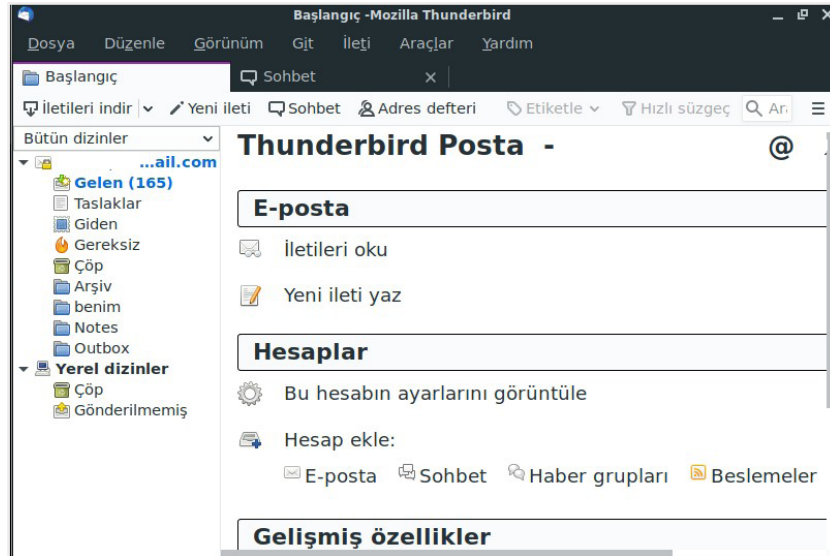 Başlangıç -Mozilla Thunderbird
Dosya Düzenle Görünüm Git İleti Araçlar Yardım
Başlangıç Sohbet
İletileri indir Yeni ileti Sohbet Adres defteri Etiketle Hızlı süzgeç
Bütün dizinler
...ail.com
Gelen (165)
Taslaklar
Giden
Gereksiz
Çöp
Arşiv
benim
Notes
Outbox
Yerel dizinler
Çöp
Gönderilmemiş
Thunderbird Posta - @
E-posta
İletileri oku
Yeni ileti yaz
Hesaplar
Bu hesabın ayarlarını görüntüle
Hesap ekle:
E-posta Sohbet Haber grupları Beslemeler
Gelişmiş özellikler